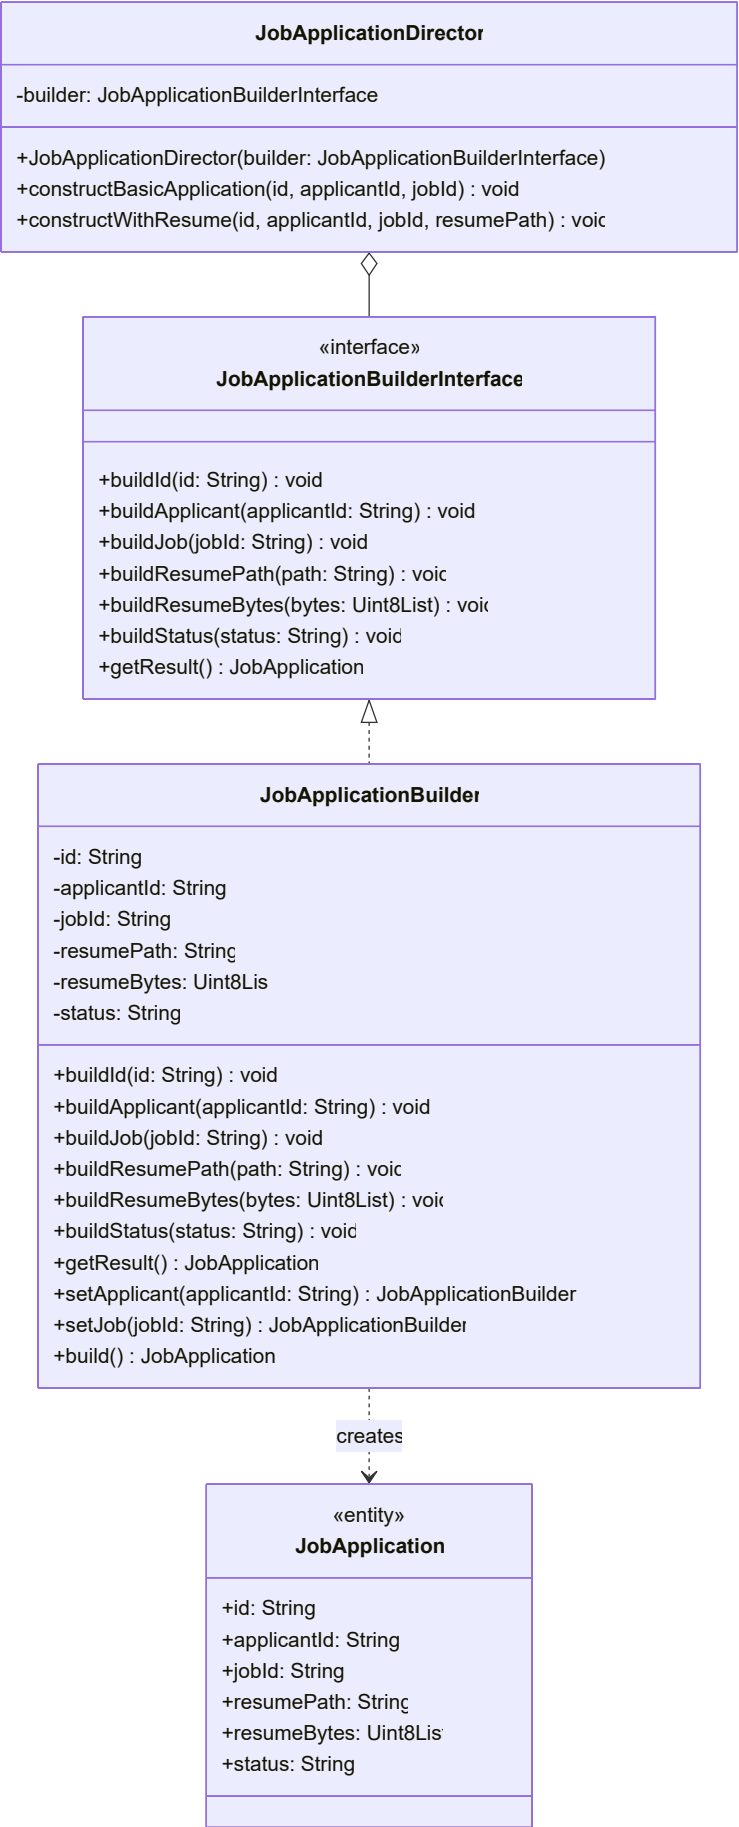 JobApplicationDirector
-builder: JobApplicationBuilderInterface
+JobApplicationDirector(builder: JobApplicationBuilderInterface)
+constructBasicApplication(id, applicantId, jobId) : void
+constructWithResume(id, applicantId, jobId, resumePath) : void
«interface»
JobApplicationBuilderInterface
+buildId(id: String) : void
+buildApplicant(applicantId: String) : void
+buildJob(jobId: String) : void
+buildResumePath(path: String) : void
+buildResumeBytes(bytes: Uint8List) : void
+buildStatus(status: String) : void
+getResult() : JobApplication
JobApplicationBuilder
-id: String
-applicantId: String
-jobId: String
-resumePath: String
-resumeBytes: Uint8Lis
-status: String
+buildId(id: String) : void
+buildApplicant(applicantId: String) : void
+buildJob(jobId: String) : void
+buildResumePath(path: String) : void
+buildResumeBytes(bytes: Uint8List) : void
+buildStatus(status: String) : void
+getResult() : JobApplication
+setApplicant(applicantId: String) : JobApplicationBuilder
+setJob(jobId: String) : JobApplicationBuilder
+build() : JobApplication
creates
«entity»
JobApplication
+id: String
+applicantId: String
+jobId: String
+resumePath: String
+resumeBytes: Uint8List
+status: String